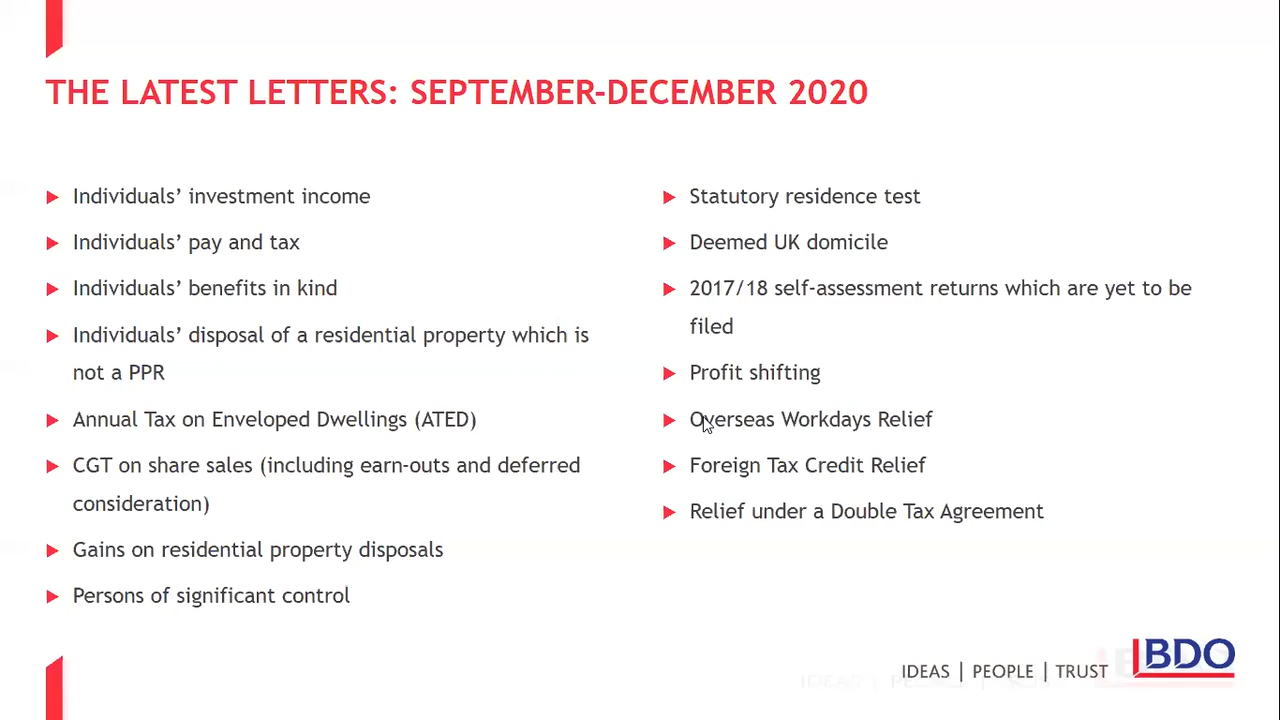 THE LATEST LETTERS: SEPTEMBER-DECEMBER 2020
Individuals’ investment income
Individuals’ pay and tax
Individuals’ benefits in kind
Individuals’ disposal of a residential property which is
not a PPR
Annual Tax on Enveloped Dwellings (ATED)
CGT on share sales (including earn-outs and deferred
consideration)
Gains on residential property disposals
Persons of significant control
Statutory residence test
Deemed UK domicile
2017/18 self-assessment returns which are yet to be
filed
Profit shifting
Overseas Workdays Relief
Foreign Tax Credit Relief
Relief under a Double Tax Agreement
IDEAS | PEOPLE | TRUST
BDO